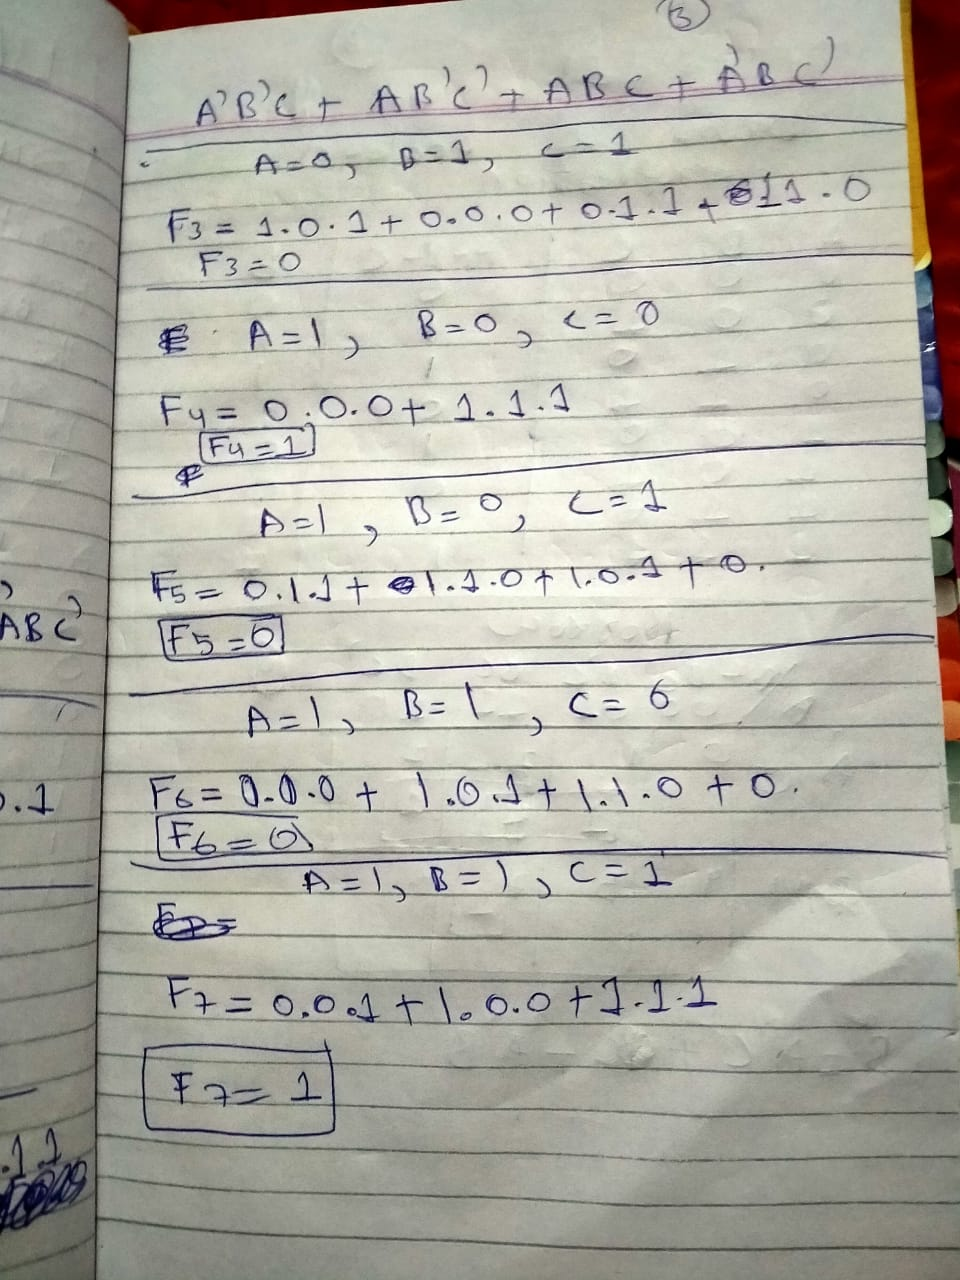 3
A'B'C + AB'C' + ABC + A'BC'
A=0, B=1, C=1
F3 = 1.0.1 + 0.0.0 + 0.1.1 + 11.0
F3=0
A=1, B=0, C=0
F4 = 0.0.0 + 1.1.1
F4=1
A=1, B=0, C=1
F5 = 0.1.1 + 1.1.0 + 1.0.1 + 0.
F5=0
A=1, B=1, C=6
F6 = 0.0.0 + 1.0.1 + 1.1.0 + 0.
F6=0
A=1, B=1, C=1
F7 = 0.0.1 + 1.0.0 + 1.1.1
F7= 1
ABC'
.1
.1.1